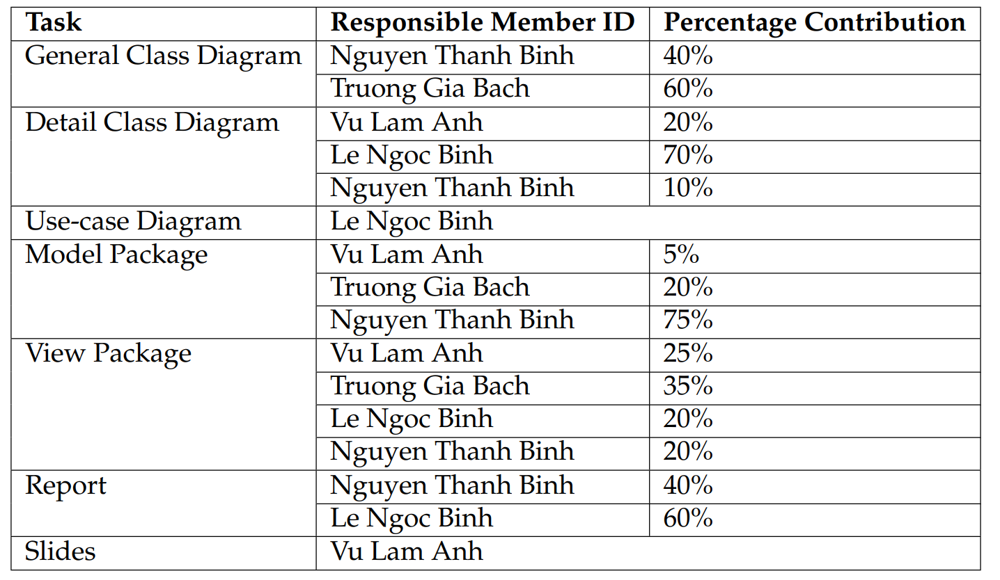 Task Responsible Member ID Percentage Contribution
General Class Diagram Nguyen Thanh Binh 40%
Truong Gia Bach 60%
Detail Class Diagram Vu Lam Anh 20%
Le Ngoc Binh 70%
Nguyen Thanh Binh 10%
Use-case Diagram Le Ngoc Binh
Model Package Vu Lam Anh 5%
Truong Gia Bach 20%
Nguyen Thanh Binh 75%
View Package Vu Lam Anh 25%
Truong Gia Bach 35%
Le Ngoc Binh 20%
Nguyen Thanh Binh 20%
Report Nguyen Thanh Binh 40%
Le Ngoc Binh 60%
Slides Vu Lam Anh